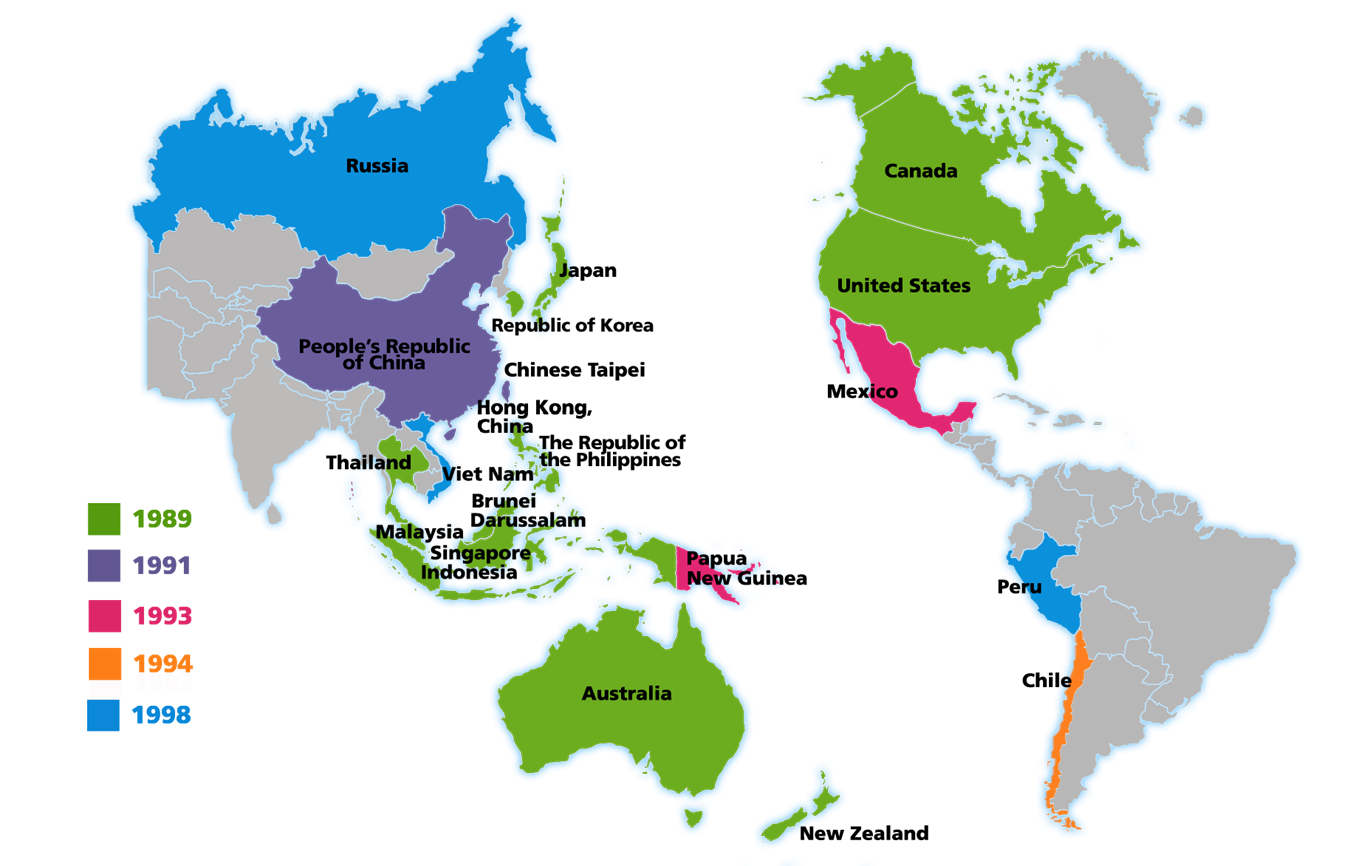 Russia
Canada
Japan
United States
Republic of Korea
People's Republic
of China
Chinese Taipei
Mexico
Hong Kong,
China
The Republic of
the Philippines
Thailand
Viet Nam
Brunei
Darussalam
Malaysia
Singapore
Indonesia
Papua
New Guinea
Peru
Chile
Australia
New Zealand
1989
1991
1993
1994
1998